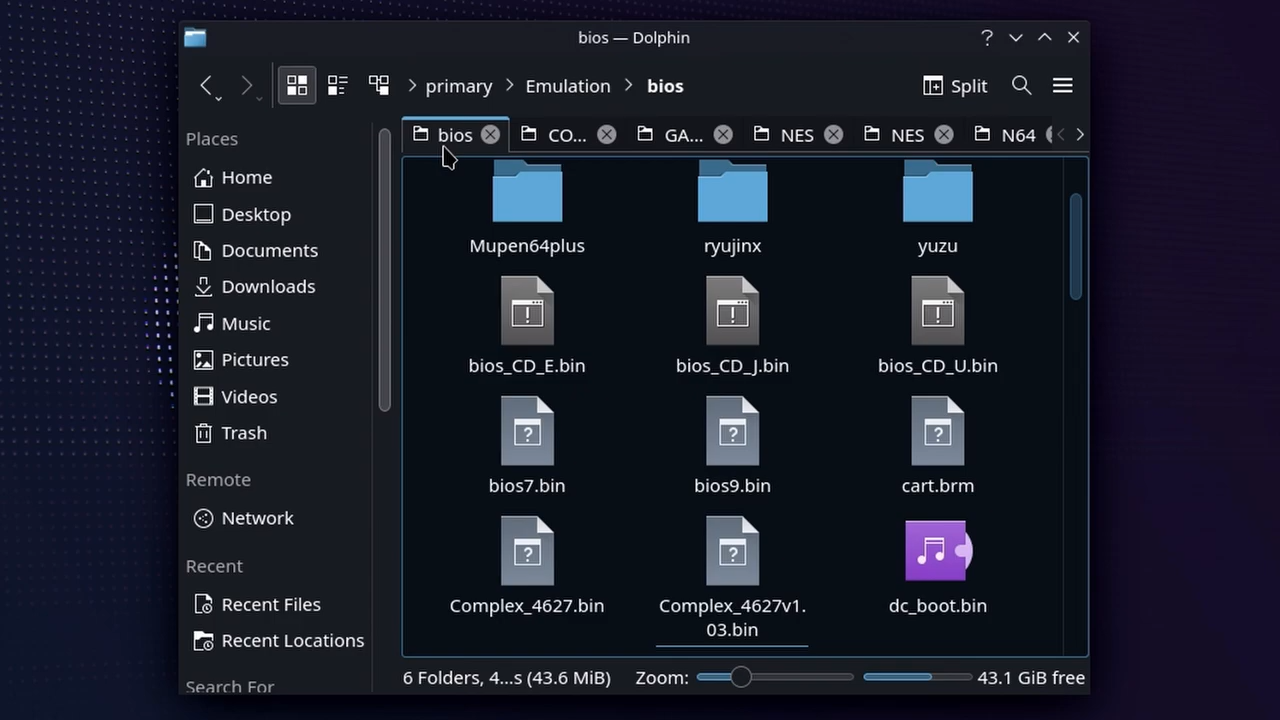 bios — Dolphin
primary Emulation bios Split
Places
Home
Desktop
Documents
Downloads
Music
Pictures
Videos
Trash
Remote
Network
Recent
Recent Files
Recent Locations
Search For
bios CO... GA... NES NES N64
Mupen64plus ryujinx yuzu
bios_CD_E.bin bios_CD_J.bin bios_CD_U.bin
bios7.bin bios9.bin cart.brm
Complex_4627.bin Complex_4627v1. dc_boot.bin
03.bin
6 Folders, 4...s (43.6 MiB) Zoom: 43.1 GiB free